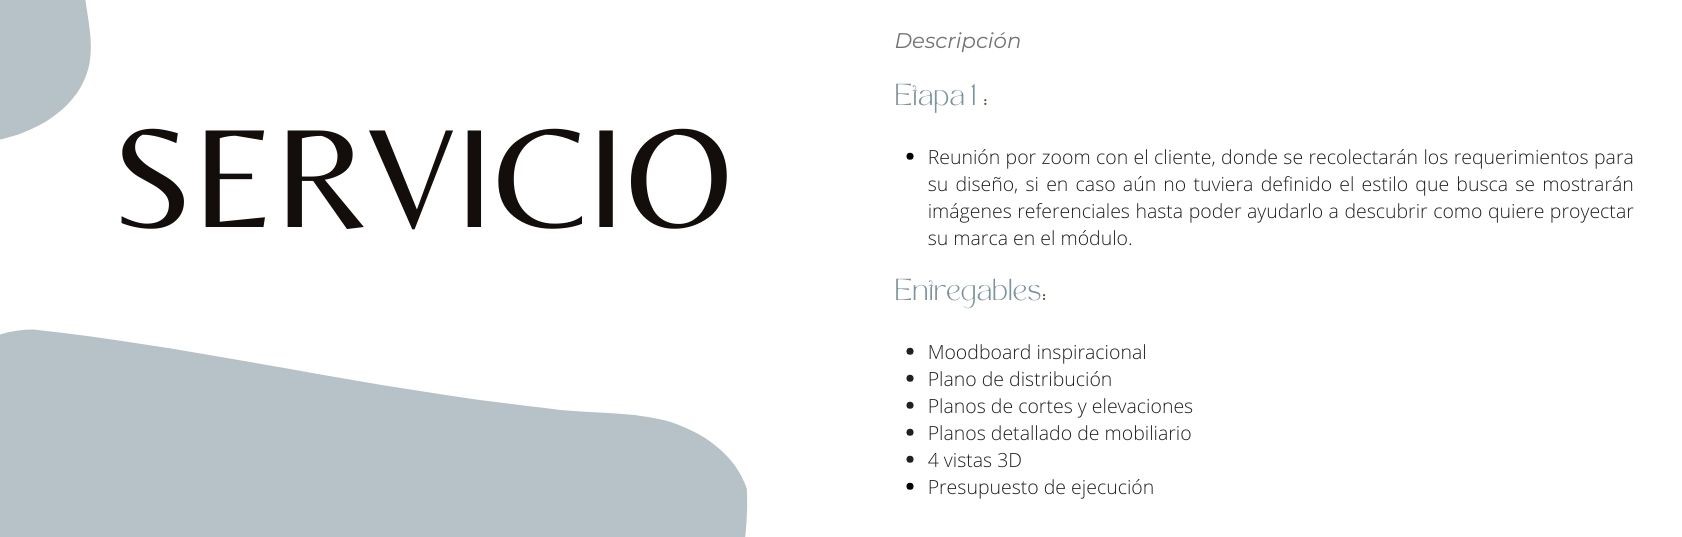 SERVICIO
Descripción
Etapa 1 :
• Reunión por zoom con el cliente, donde se recolectarán los requerimientos para
su diseño, si en caso aún no tuviera definido el estilo que busca se mostrarán
imágenes referenciales hasta poder ayudarlo a descubrir como quiere proyectar
su marca en el módulo.
Entregables:
• Moodboard inspiracional
• Plano de distribución
• Planos de cortes y elevaciones
• Planos detallado de mobiliario
• 4 vistas 3D
• Presupuesto de ejecución